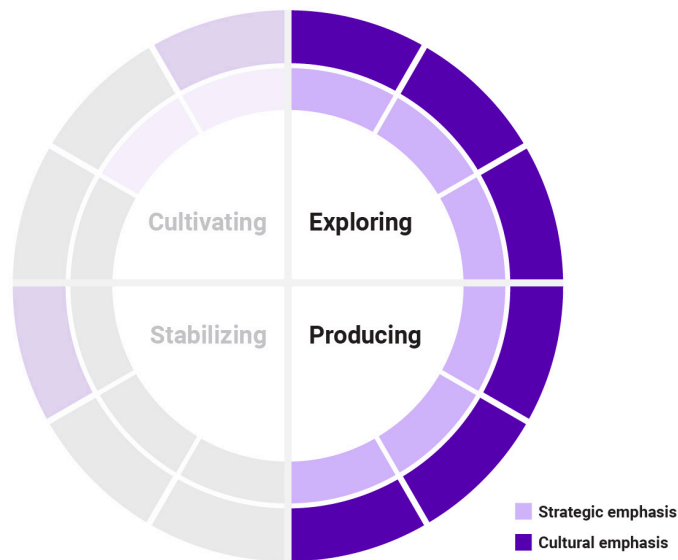 Cultivating
Exploring
Stabilizing
Producing
Strategic emphasis
Cultural emphasis